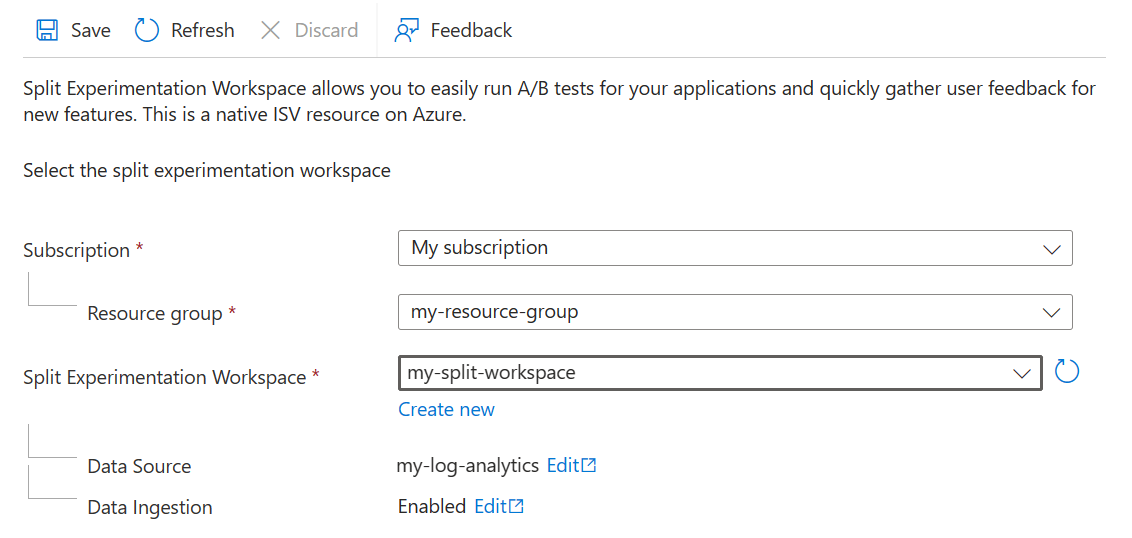 Save Refresh Discard Feedback
Split Experimentation Workspace allows you to easily run A/B tests for your applications and quickly gather user feedback for
new features. This is a native ISV resource on Azure.
Select the split experimentation workspace
Subscription * My subscription
Resource group * my-resource-group
Split Experimentation Workspace * my-split-workspace
Create new
Data Source my-log-analytics Edit
Data Ingestion Enabled Edit